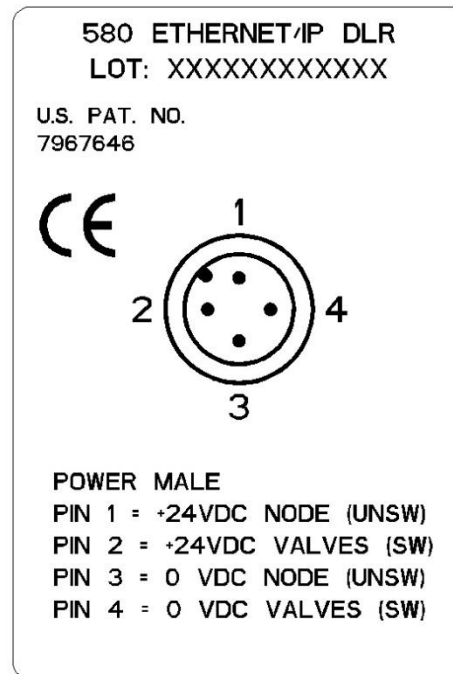 580 ETHERNET/IP DLR
LOT: XXXXXXXXXXXX
U.S. PAT. NO.
7967646
CE
1
2
4
3
POWER MALE
PIN 1 = +24VDC NODE (UNSW)
PIN 2 = +24VDC VALVES (SW)
PIN 3 = 0 VDC NODE (UNSW)
PIN 4 = 0 VDC VALVES (SW)